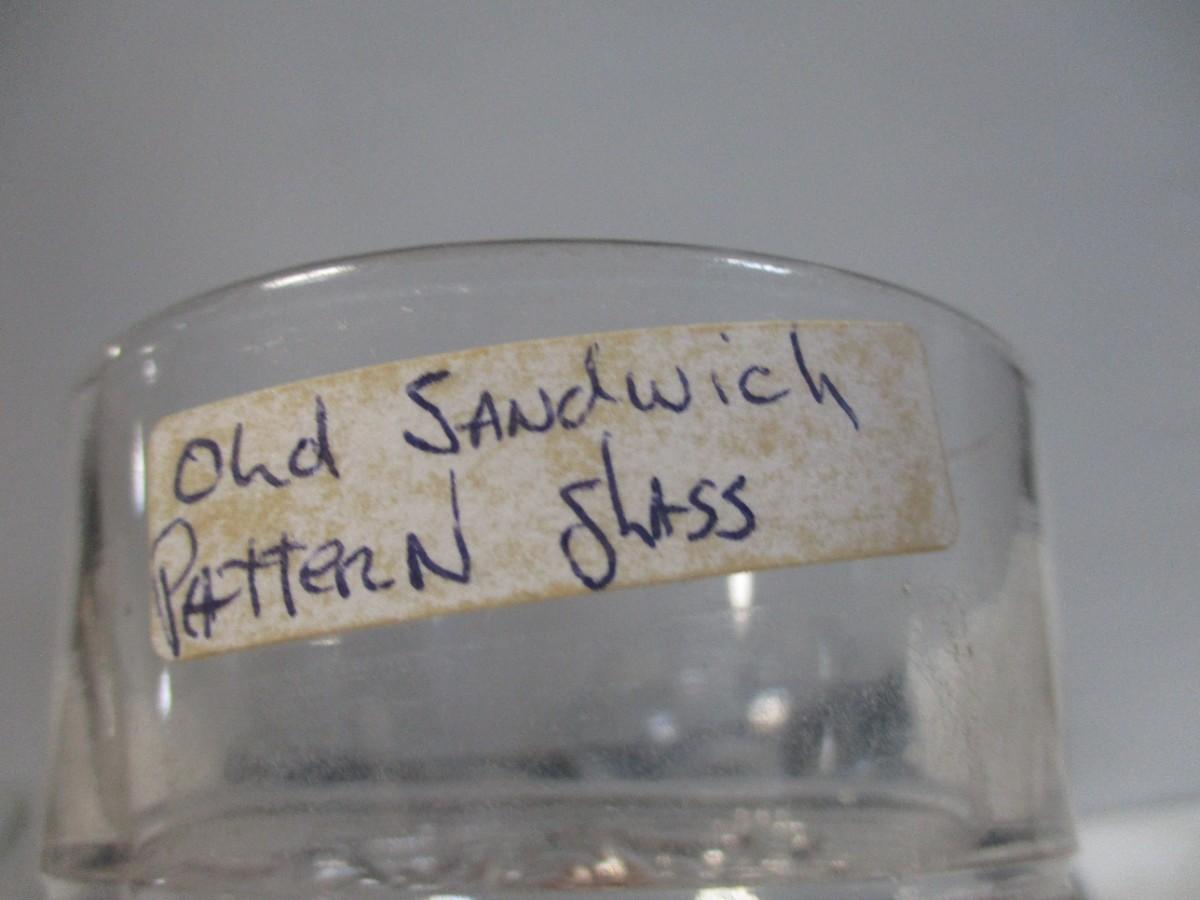 Old Sandwich
Pattern glass